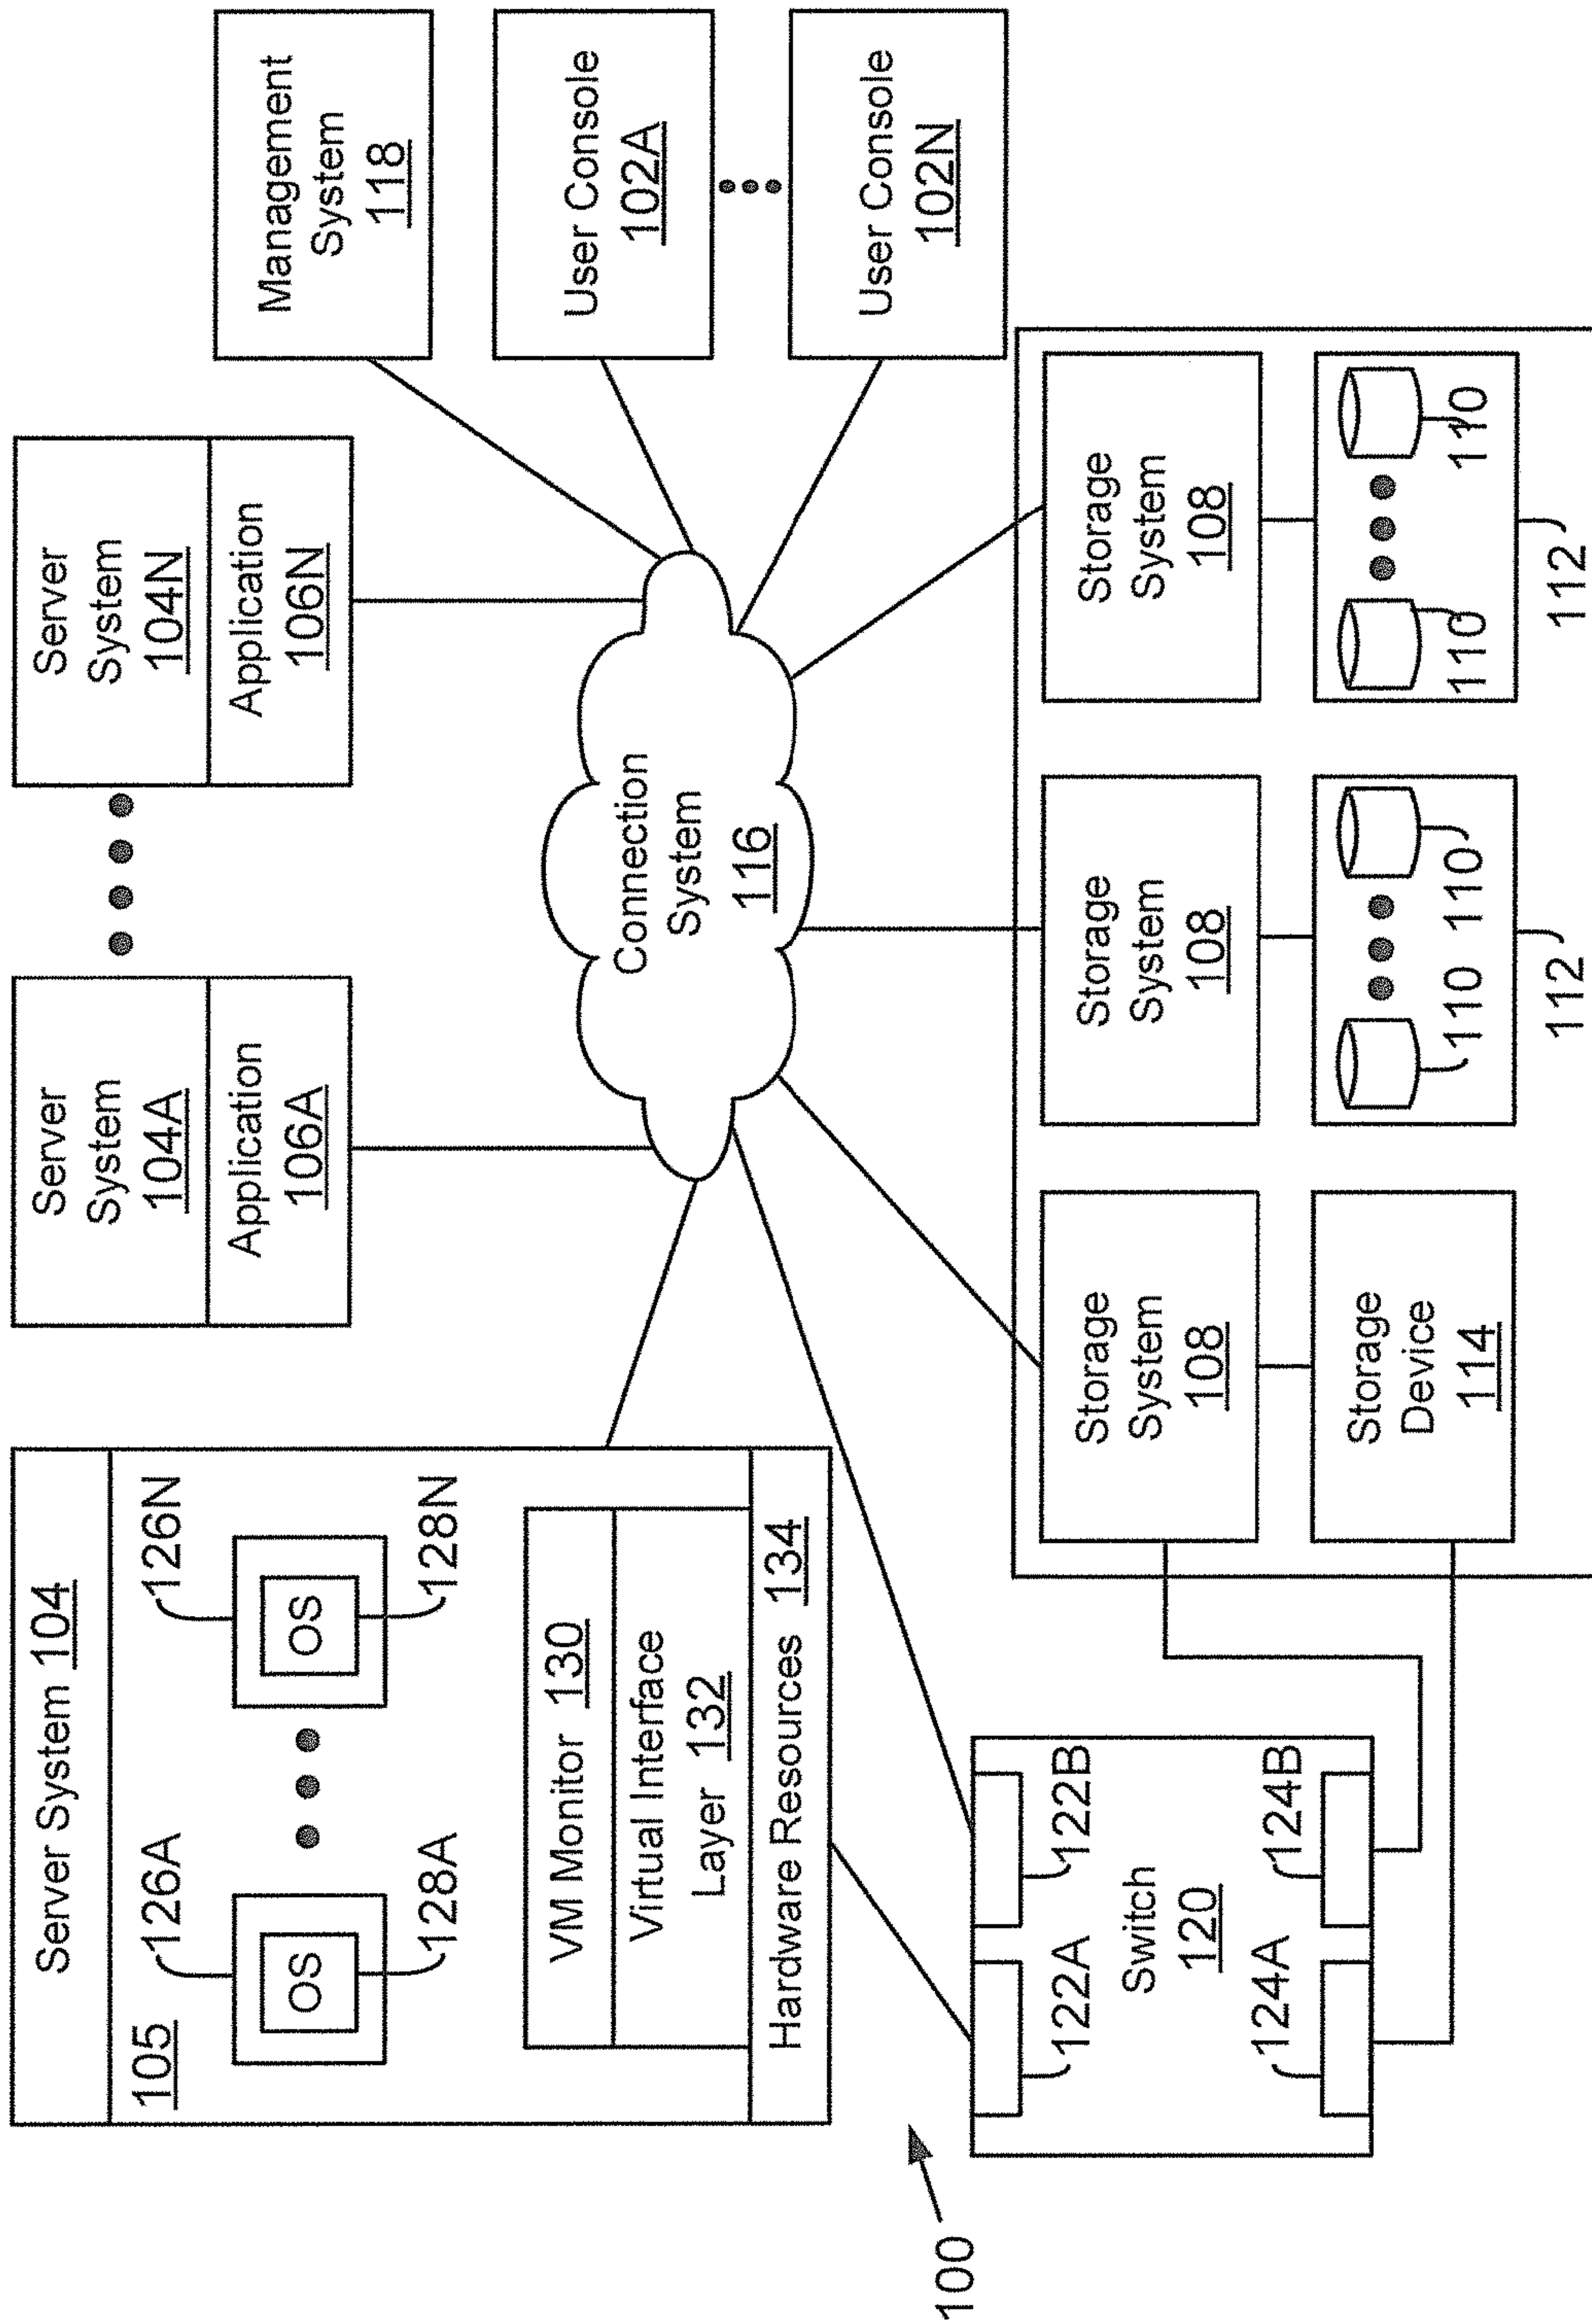 Server System 104
105
126A
126N
OS
OS
128A
128N
VM Monitor 130
Virtual Interface
Layer 132
Hardware Resources 134
Server
System
104A
Application
106A
Server
System
104N
Application
106N
Management
System
118
User Console
102A
User Console
102N
Connection
System
116
100
122A
122B
Switch
120
124A
124B
Storage
System
108
Storage
Device
114
Storage
System
108
110
110
112
Storage
System
108
110
110
112